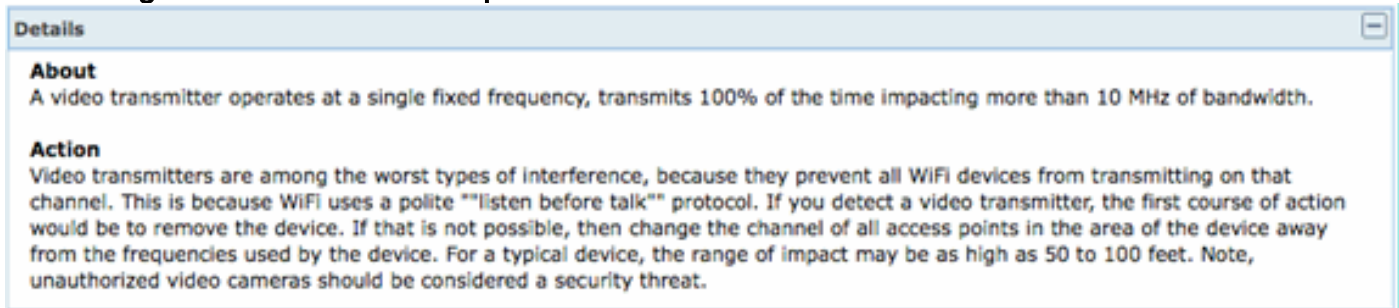 Details
About
A video transmitter operates at a single fixed frequency, transmits 100% of the time impacting more than 10 MHz of bandwidth.
Action
Video transmitters are among the worst types of interference, because they prevent all WiFi devices from transmitting on that
channel. This is because WiFi uses a polite ""listen before talk"" protocol. If you detect a video transmitter, the first course of action
would be to remove the device. If that is not possible, then change the channel of all access points in the area of the device away
from the frequencies used by the device. For a typical device, the range of impact may be as high as 50 to 100 feet. Note,
unauthorized video cameras should be considered a security threat.